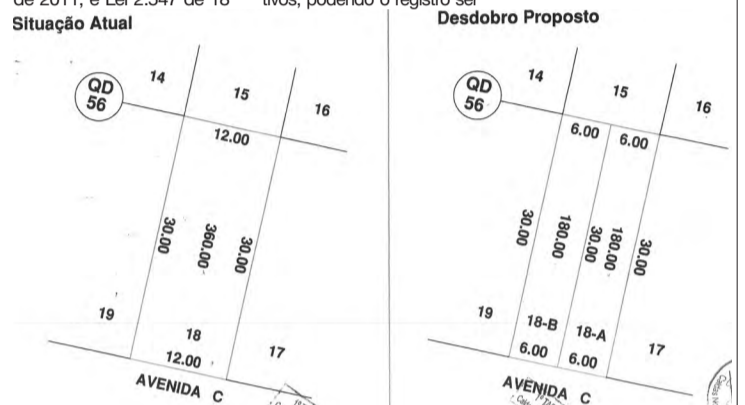 de 2011, e Lei 2.547 de 18
tivos, podendo o registro ser
Situação Atual
14
15
16
QD
56
12.00
30.00
360.00
30.00
19
18
17
12.00
AVENIDA C
Desdobro Proposto
14
15
16
QD
56
6.00
6.00
30.00
180.00
30.00
180.00
30.00
19
18-B
18-A
17
6.00
6.00
AVENIDA C